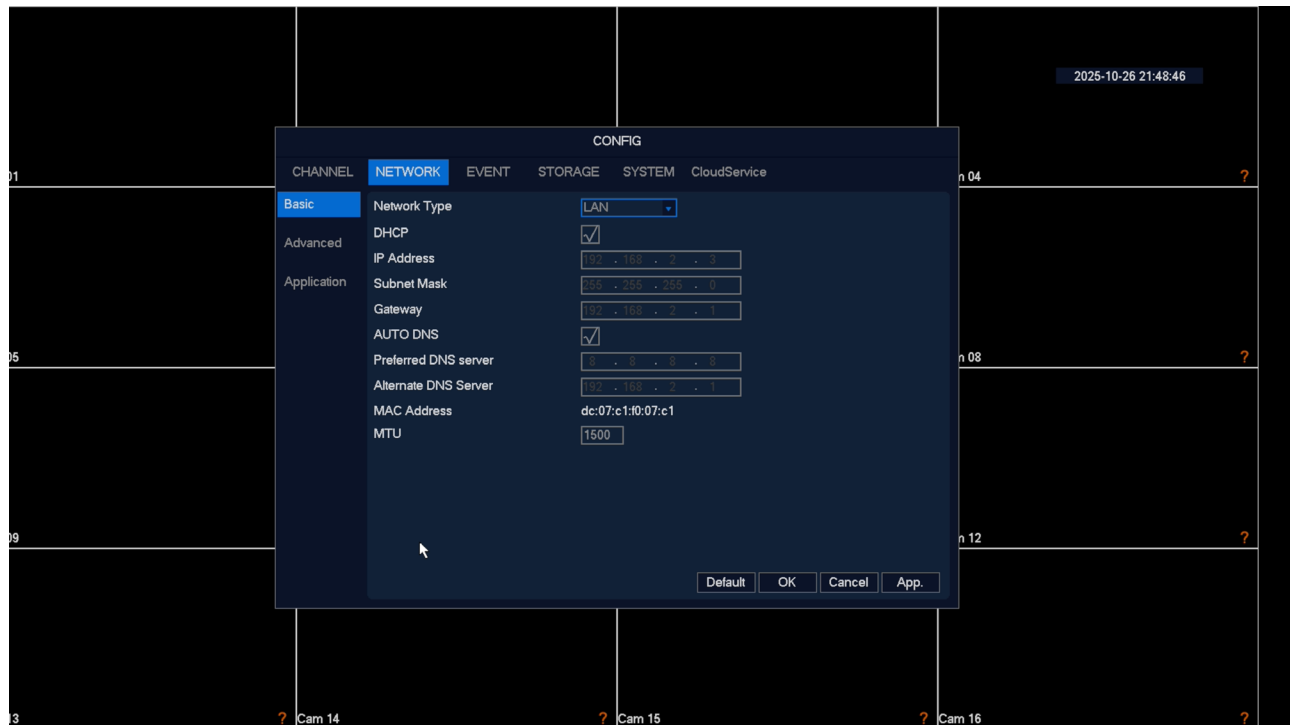 2025-10-26 21:48:46
CONFIG
CHANNEL NETWORK EVENT STORAGE SYSTEM CloudService
01
n 04 ?
Basic
Advanced
Application
Network Type LAN
DHCP
IP Address 192 . 168 . 2 . 3
Subnet Mask 255 . 255 . 255 . 0
Gateway 192 . 168 . 2 . 1
AUTO DNS
Preferred DNS server 8 . 8 . 8 . 8
Alternate DNS Server 192 . 168 . 2 . 1
MAC Address dc:07:c1:f0:07:c1
MTU 1500
05
n 08 ?
09
n 12 ?
Default OK Cancel App.
13 ? Cam 14 ? Cam 15 ? Cam 16 ?